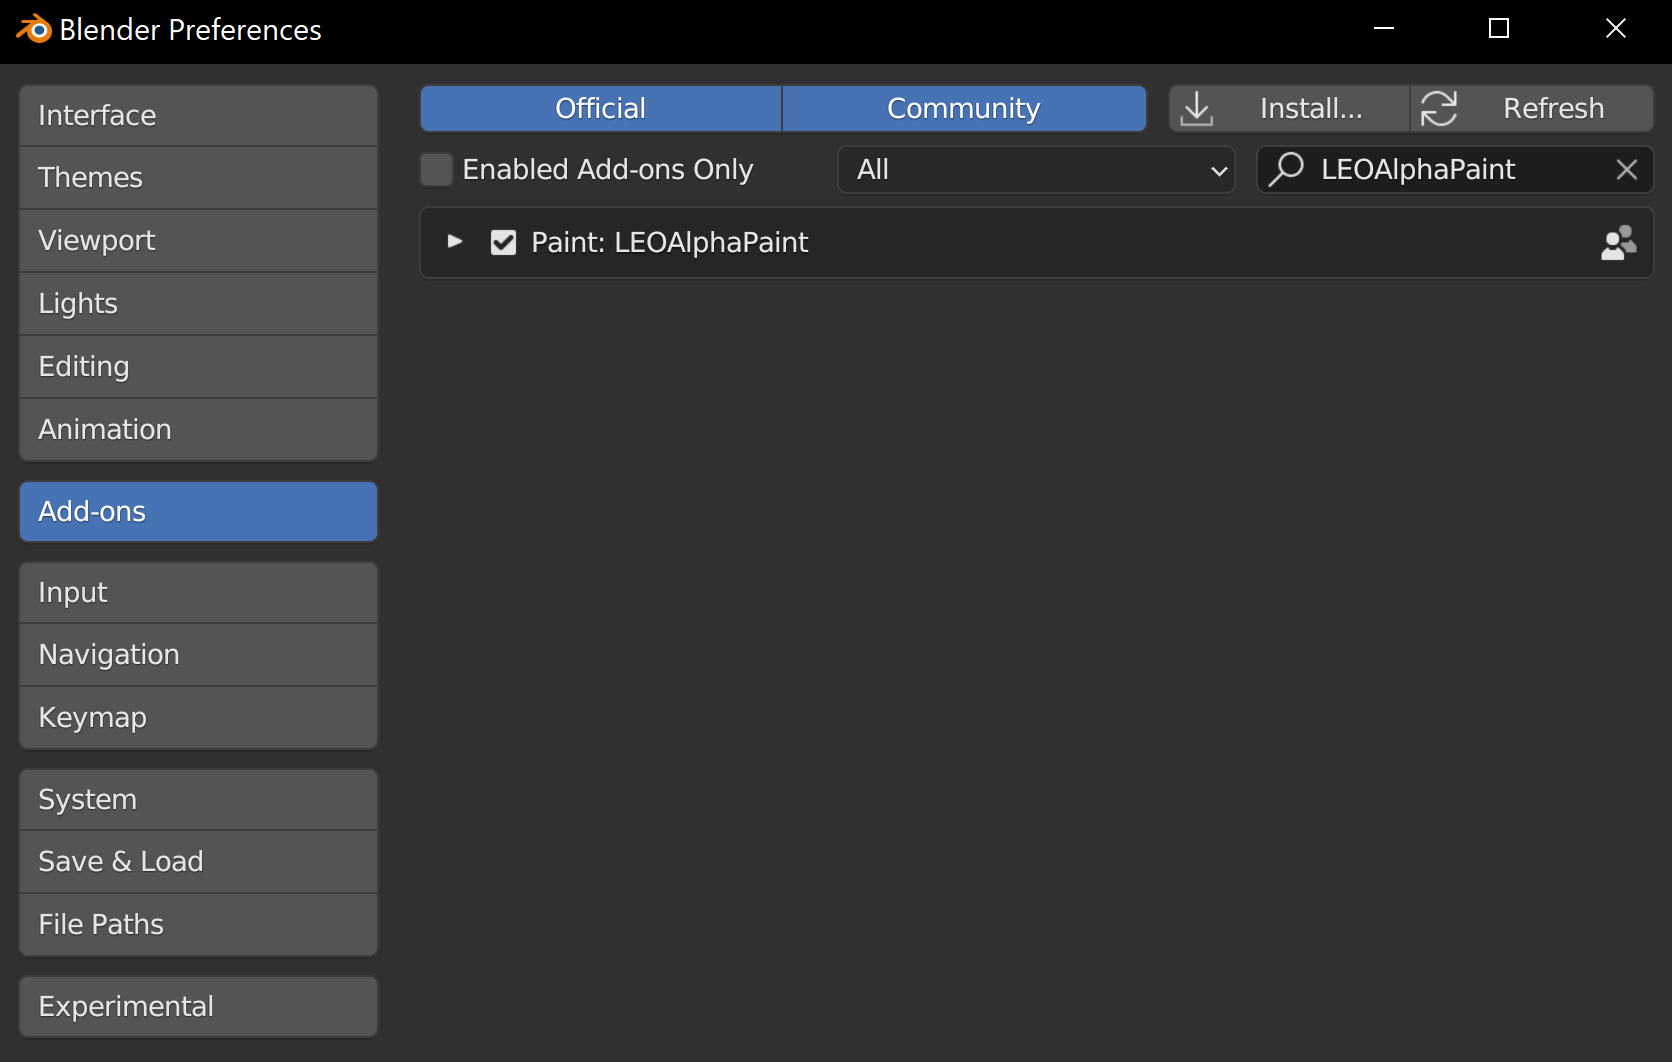 Blender Preferences
Interface
Themes
Viewport
Lights
Editing
Animation
Add-ons
Input
Navigation
Keymap
System
Save & Load
File Paths
Experimental
Official Community Install... Refresh
Enabled Add-ons Only All LEOAlphaPaint
Paint: LEOAlphaPaint